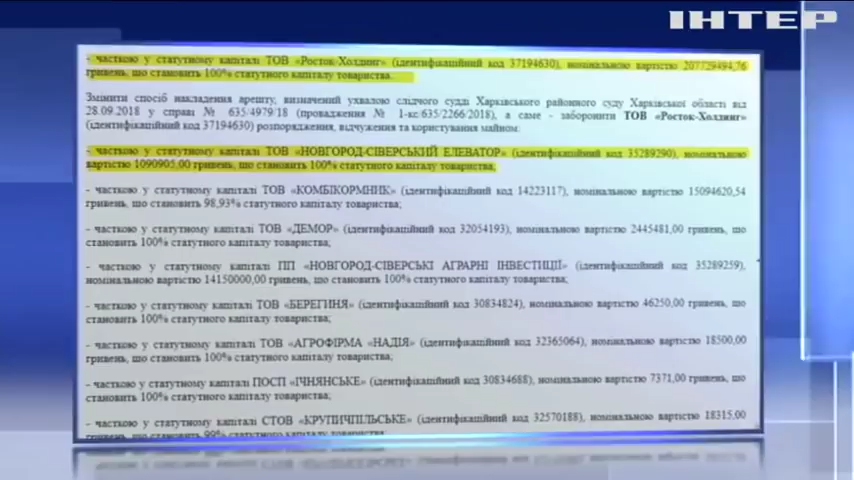 ІНТЕР
- часткою у статутному капіталі ТОВ «Росток-Холдинг» (ідентифікаційний код 37194630), номінальною вартістю 207729494,76
гривень, що становить 100% статутного капіталу товариства.
Змінити спосіб накладення арешту, визначений ухвалою слідчого судді Харківського районного суду Харківської області від
28.09.2018 у справі № 635/4979/18 (провадження № 1-кс/635/2266/2018), а саме - заборонити ТОВ «Росток-Холдинг»
(ідентифікаційний код 37194630) розпорядження, відчуження та користування майном:
- часткою у статутному капіталі ТОВ «НОВГОРОД-СІВЕРСЬКИЙ ЕЛЕВАТОР» (ідентифікаційний код 35289290), номінальною
вартістю 1090905,00 гривень, що становить 100% статутного капіталу товариства;
- часткою у статутному капіталі ТОВ «КОМБІКОРМНИК» (ідентифікаційний код 14223117), номінальною вартістю 15094620,54
гривень, що становить 98,93% статутного капіталу товариства;
- часткою у статутному капіталі ТОВ «ДЕМОР» (ідентифікаційний код 32054193), номінальною вартістю 2445481,00 гривень, що
становить 100% статутного капіталу товариства;
- часткою у статутному капіталі ПП «НОВГОРОД-СІВЕРСЬКІ АГРАРНІ ІНВЕСТИЦІЇ» (ідентифікаційний код 35289259),
номінальною вартістю 14150000,00 гривень, що становить 100% статутного капіталу товариства;
- часткою у статутному капіталі ТОВ «БЕРЕГИНЯ» (ідентифікаційний код 30834824), номінальною вартістю 46250,00 гривень, що
становить 100% статутного капіталу товариства;
- часткою у статутному капіталі ТОВ «АГРОФІРМА «НАДІЯ» (ідентифікаційний код 32365064), номінальною вартістю 18500,00
гривень, що становить 100% статутного капіталу товариства;
- часткою у статутному капіталі ПОСП «ІЧНЯНСЬКЕ» (ідентифікаційний код 30834688), номінальною вартістю 7371,00 гривень, що
становить 100% статутного капіталу товариства;
- часткою у статутному капіталі СТОВ «КРУПИЧПІЛЬСЬКЕ» (ідентифікаційний код 32570188), номінальною вартістю 18315,00
гривень, що становить 99% статутного капіталу товариства;